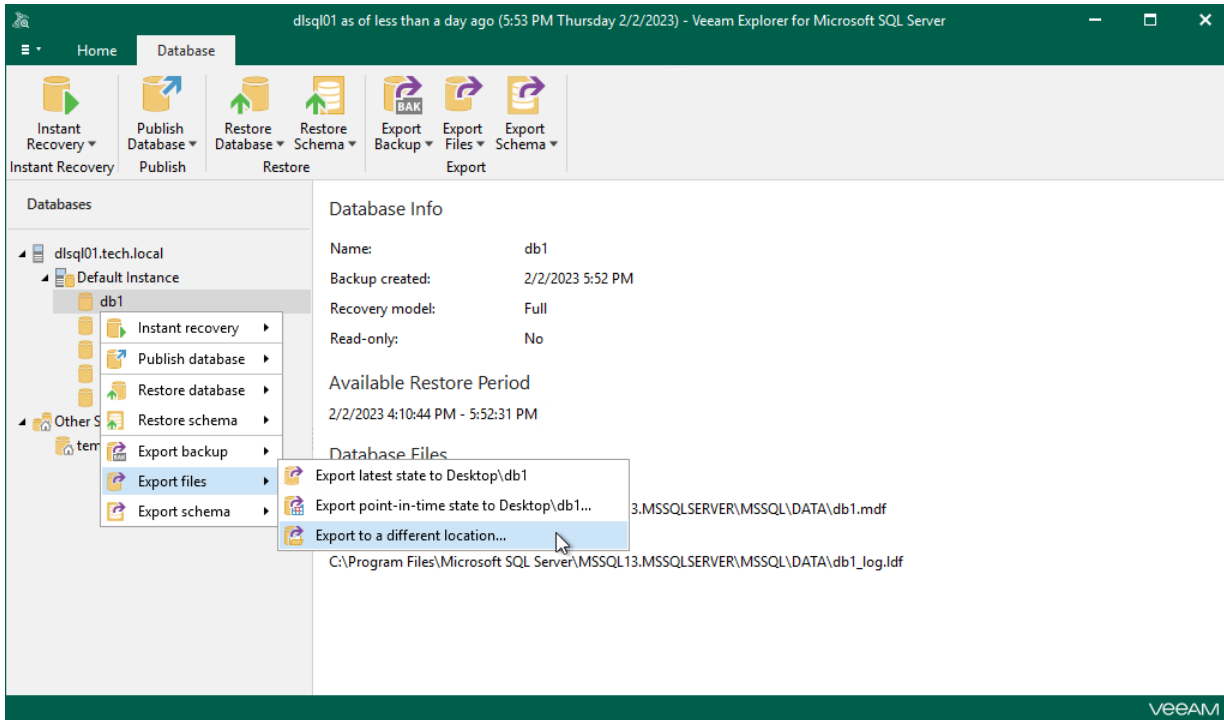 dlsql01 as of less than a day ago (5:53 PM Thursday 2/2/2023) - Veeam Explorer for Microsoft SQL Server
Home Database
Instant Recovery
Publish Database
Restore Database
Restore Schema
BAK
Export Backup
Export Files
Export Schema
Instant Recovery Publish Restore Export
Databases
dlsql01.tech.local
Default Instance
db1
Instant recovery
Publish database
Restore database
Restore schema
Other S
tem
BAK
Export backup
Export files
Export schema
Export latest state to Desktop\db1
Export point-in-time state to Desktop\db1...
Export to a different location...
Database Info
Name: db1
Backup created: 2/2/2023 5:52 PM
Recovery model: Full
Read-only: No
Available Restore Period
2/2/2023 4:10:44 PM - 5:52:31 PM
Database Files
3.MSSQLSERVER\MSSQL\DATA\db1.mdf
C:\Program Files\Microsoft SQL Server\MSSQL13.MSSQLSERVER\MSSQL\DATA\db1_log.ldf
veeam